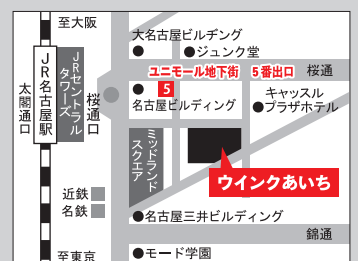 至大阪
大名古屋ビルヂング
●ジュンク堂
JR名古屋駅
JRセントラル
タワーズ
太閤通口
桜通口
ユニモール地下街 5番出口
桜通
5
名古屋ビルディング
キャッスル
●プラザホテル
ミッドランド
スクエア
ウインクあいち
近鉄
名鉄
●名古屋三井ビルディング
錦通
至東京
●モード学園